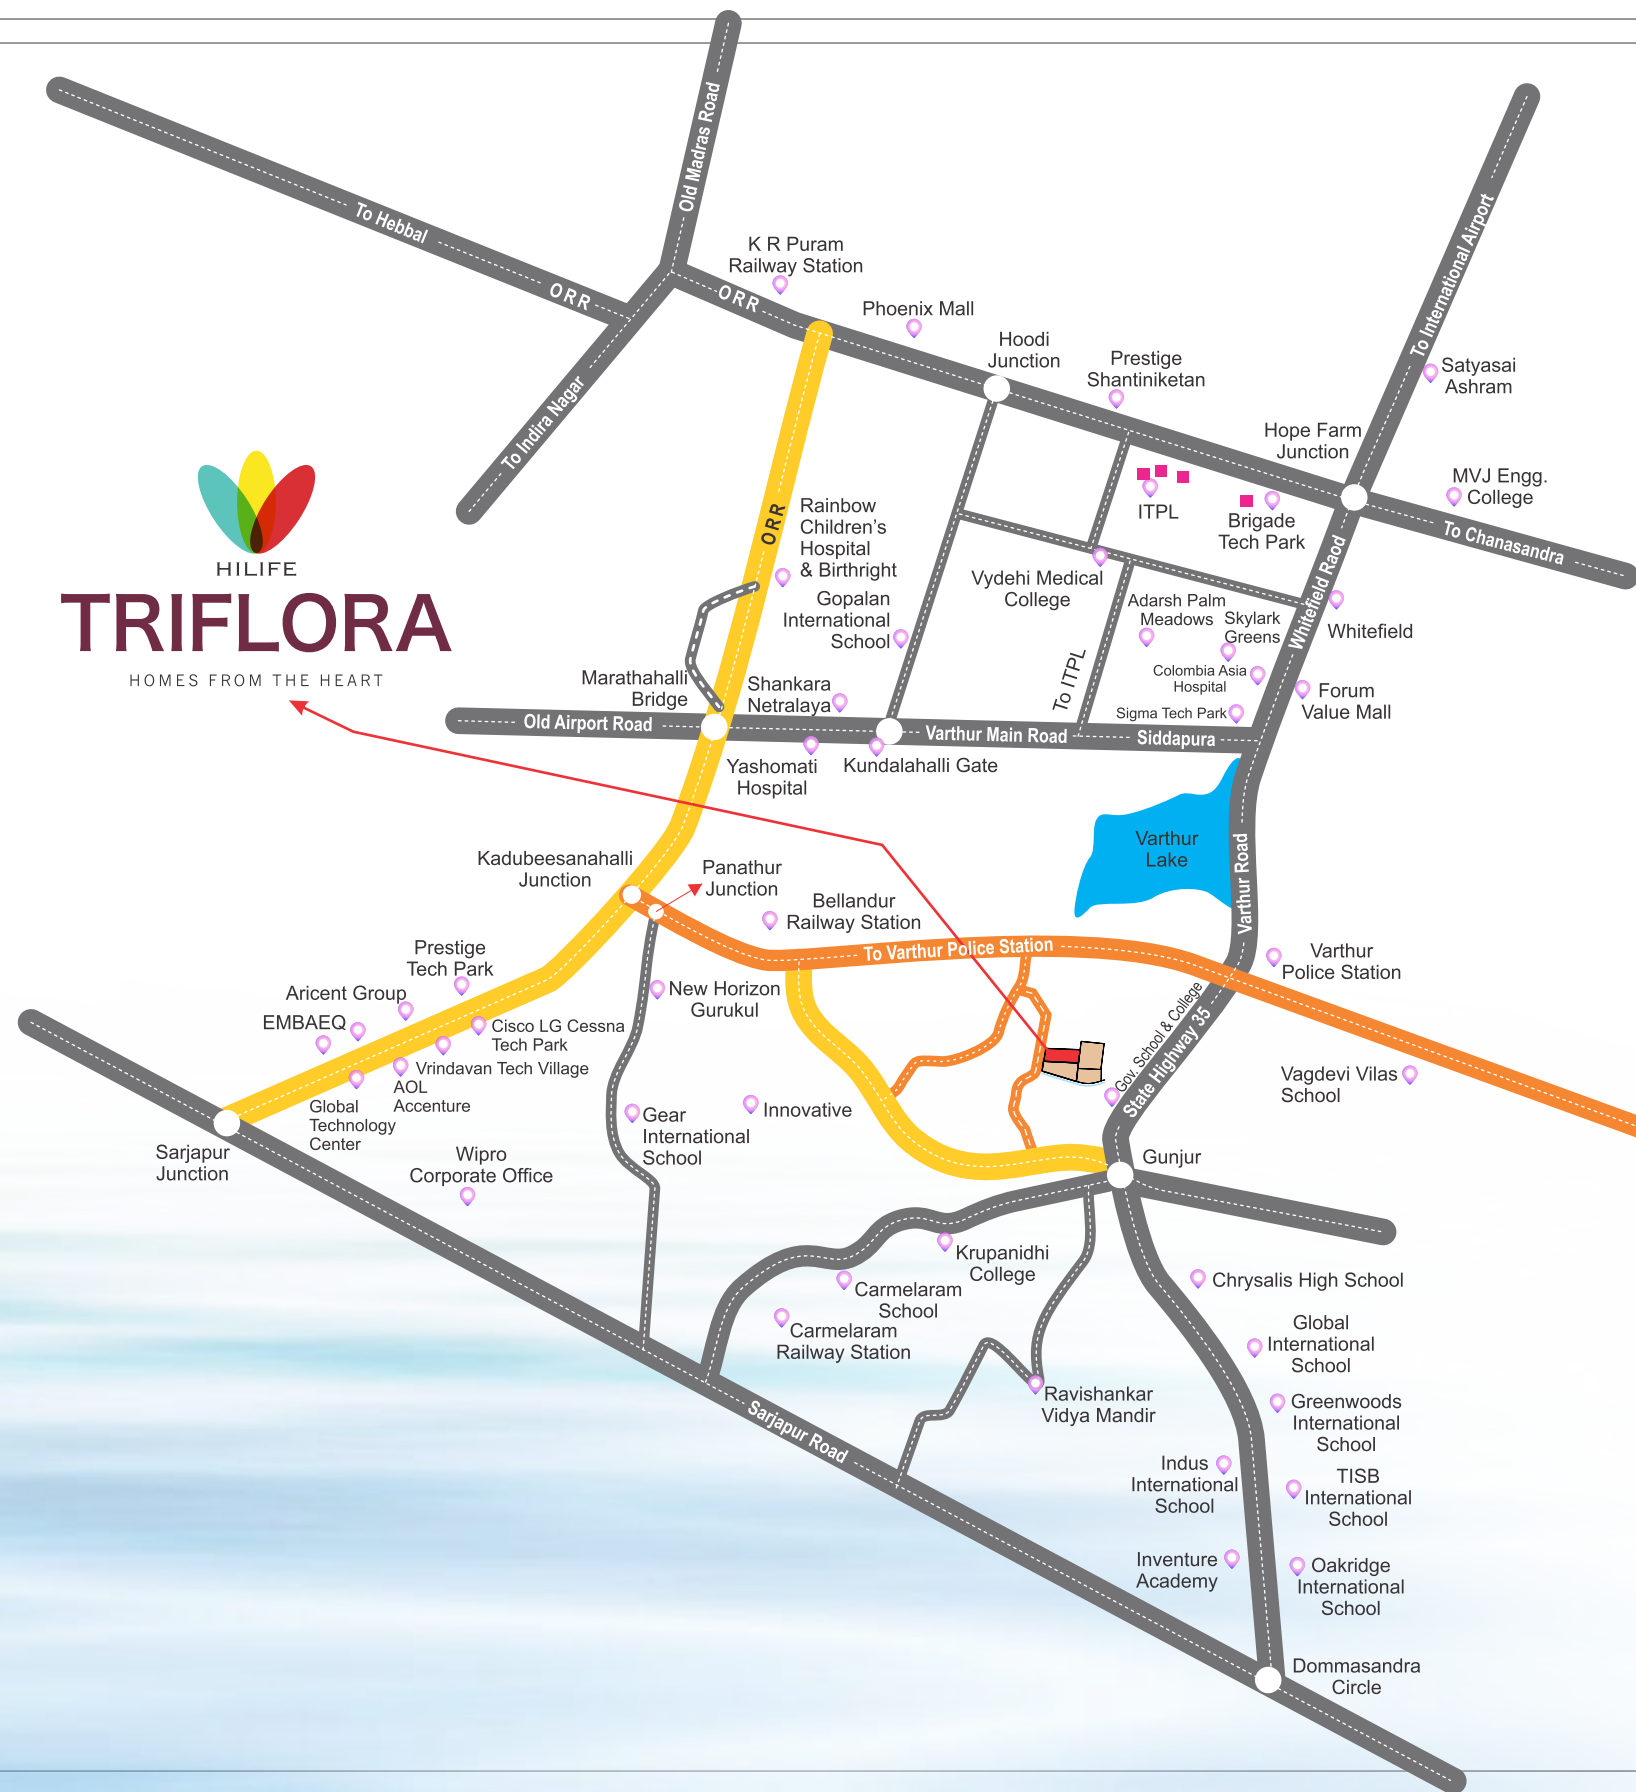 Old Madras Road
To Hebbal
ORR
ORR
K R Puram
Railway Station
Phoenix Mall
Hoodi
Junction
Prestige
Shantiniketan
To International Airport
Satyasai
Ashram
Hope Farm
Junction
MVJ Engg.
College
To Chanasandra
To Indira Nagar
ITPL
Brigade
Tech Park
HILIFE
TRIFLORA
HOMES FROM THE HEART
ORR
Rainbow
Children's
Hospital
& Birthright
Gopalan
International
School
Vydehi Medical
College
Adarsh Palm
Meadows
Skylark
Greens
Whitefield Raod
Whitefield
Colombia Asia
Hospital
To ITPL
Forum
Value Mall
Sigma Tech Park
Marathahalli
Bridge
Shankara
Netralaya
Old Airport Road
Varthur Main Road
Siddapura
Yashomati
Hospital
Kundalahalli Gate
Varthur
Lake
Varthur Road
Kadubeesanahalli
Junction
Panathur
Junction
Bellandur
Railway Station
To Varthur Police Station
Varthur
Police Station
Prestige
Tech Park
Aricent Group
EMBAEQ
Cisco LG Cessna
Tech Park
Vrindavan Tech Village
AOL
Accenture
Global
Technology
Center
New Horizon
Gurukul
Gov. School & College
State Highway 35
Vagdevi Vilas
School
Gear
International
School
Innovative
Sarjapur
Junction
Wipro
Corporate Office
Gunjur
Krupanidhi
College
Carmelaram
School
Carmelaram
Railway Station
Chrysalis High School
Global
International
School
Ravishankar
Vidya Mandir
Greenwoods
International
School
Sarjapur Road
Indus
International
School
TISB
International
School
Inventure
Academy
Oakridge
International
School
Dommasandra
Circle